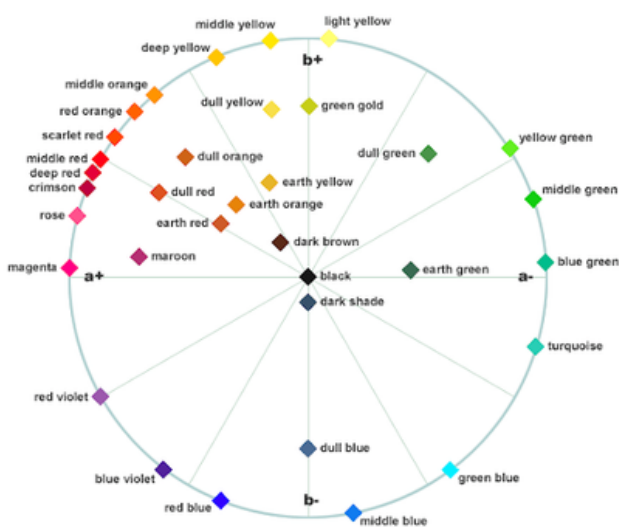 light yellow
middle yellow
deep yellow
b+
middle orange
dull yellow
green gold
red orange
scarlet red
yellow green
dull green
dull orange
middle red
deep red
earth yellow
crimson
dull red
middle green
earth orange
rose
earth red
dark brown
maroon
blue green
magenta
a+
black
earth green
a-
dark shade
turquoise
red violet
dull blue
blue violet
green blue
b-
red blue
middle blue